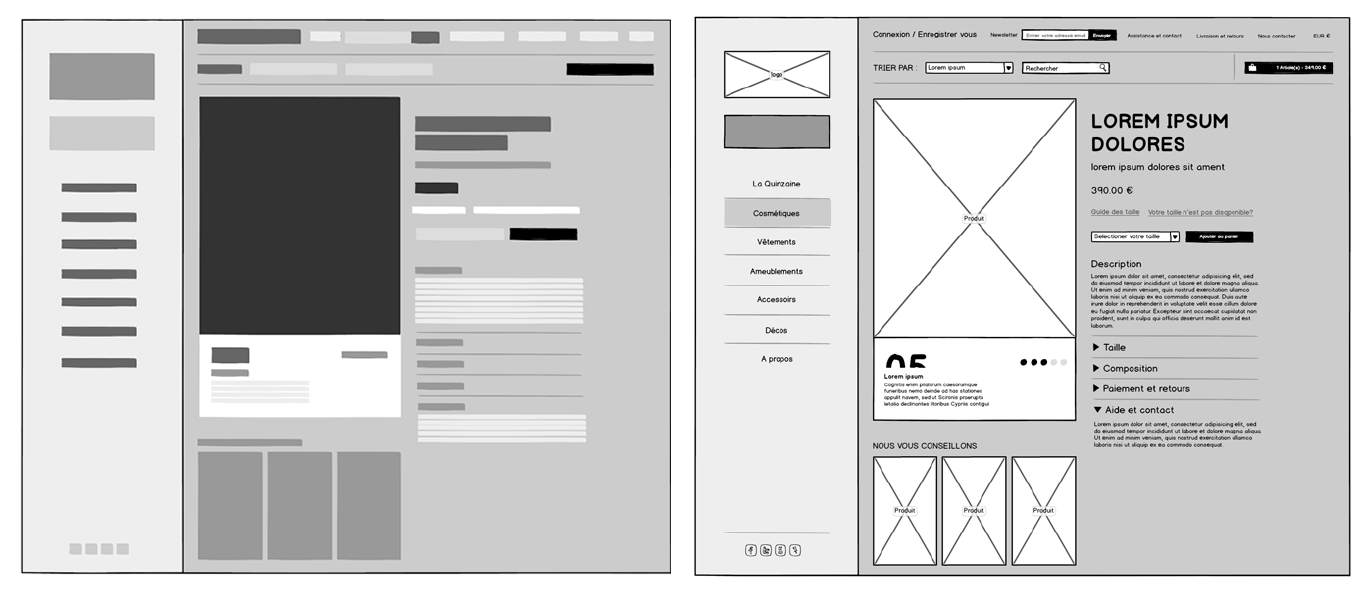 Connexion / Enregistrer vous
Newsletter
Entrer votre adresse email
Envoyer
Assistance et contact
Livraison et retours
Nous contacter
EUR €
logo
TRIER PAR :
Lorem ipsum
Rechercher
1 Article(s) - 349.00 €
La Quinzaine
Cosmétiques
Vêtements
Ameublements
Accessoirs
Décos
A propos
Produit
LOREM IPSUM
DOLORES
lorem ipsum dolores sit ament
390.00 €
Guide des taille
Votre taille n'est pas disponible?
Selectioner votre taille
Ajouter au panier
Description
Lorem ipsum dolor sit amet, consectetur adipisicing elit, sed
do eiusmod tempor incididunt ut labore et dolore magna aliqua.
Ut enim ad minim veniam, quis nostrud exercitation ullamco
laboris nisi ut aliquip ex ea commodo consequat. Duis aute
irure dolor in reprehenderit in voluptate velit esse cillum dolore
eu fugiat nulla pariatur. Excepteur sint occaecat cupidatat non
proident, sunt in culpa qui officia deserunt mollit anim id est
laborum.
Taille
Composition
Paiement et retours
Aide et contact
Lorem ipsum dolor sit amet, consectetur adipisicing elit, sed
do eiusmod tempor incididunt ut labore et dolore magna aliqua.
Ut enim ad minim veniam, quis nostrud exercitation ullamco
laboris nisi ut aliquip ex ea commodo consequat.
05
Lorem ipsum
Cognitis enim pilatorum caesorumque
funeribus nemo deinde ad has stationes
appulit navem, sed ut Scironis praerupta
letalia declinantes litoribus Cypriis contigui
NOUS VOUS CONSEILLONS
Produit
Produit
Produit